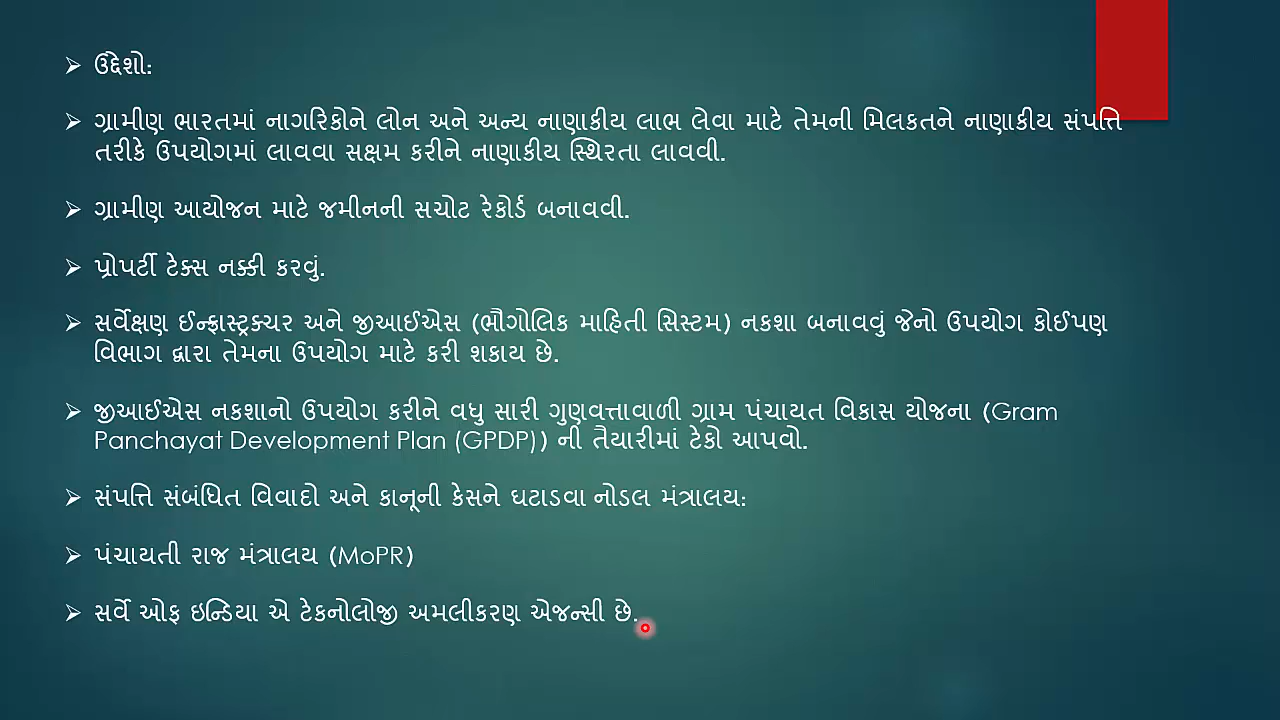 ઉદ્દેશો:
ગ્રામીણ ભારતમાં નાગરિકોને લોન અને અન્ય નાણાકીય લાભ લેવા માટે તેમની મિલકતને નાણાકીય સંપત્તિ
તરીકે ઉપયોગમાં લાવવા સક્ષમ કરીને નાણાકીય સ્થિરતા લાવવી.
ગ્રામીણ આયોજન માટે જમીનની સચોટ રેકોર્ડ બનાવવી.
પ્રોપર્ટી ટેક્સ નક્કી કરવું.
સર્વેક્ષણ ઈન્ફ્રાસ્ટ્રક્ચર અને જીઆઈએસ (ભૌગોલિક માહિતી સિસ્ટમ) નકશા બનાવવું જેનો ઉપયોગ કોઈપણ
વિભાગ દ્વારા તેમના ઉપયોગ માટે કરી શકાય છે.
જીઆઈએસ નકશાનો ઉપયોગ કરીને વધુ સારી ગુણવત્તાવાળી ગ્રામ પંચાયત વિકાસ યોજના (Gram
Panchayat Development Plan (GPDP)) ની તૈયારીમાં ટેકો આપવો.
સંપત્તિ સંબંધિત વિવાદો અને કાનૂની કેસને ઘટાડવા નોડલ મંત્રાલય:
પંચાયતી રાજ મંત્રાલય (MoPR)
સર્વે ઓફ ઇન્ડિયા એ ટેકનોલોજી અમલીકરણ એજન્સી છે.